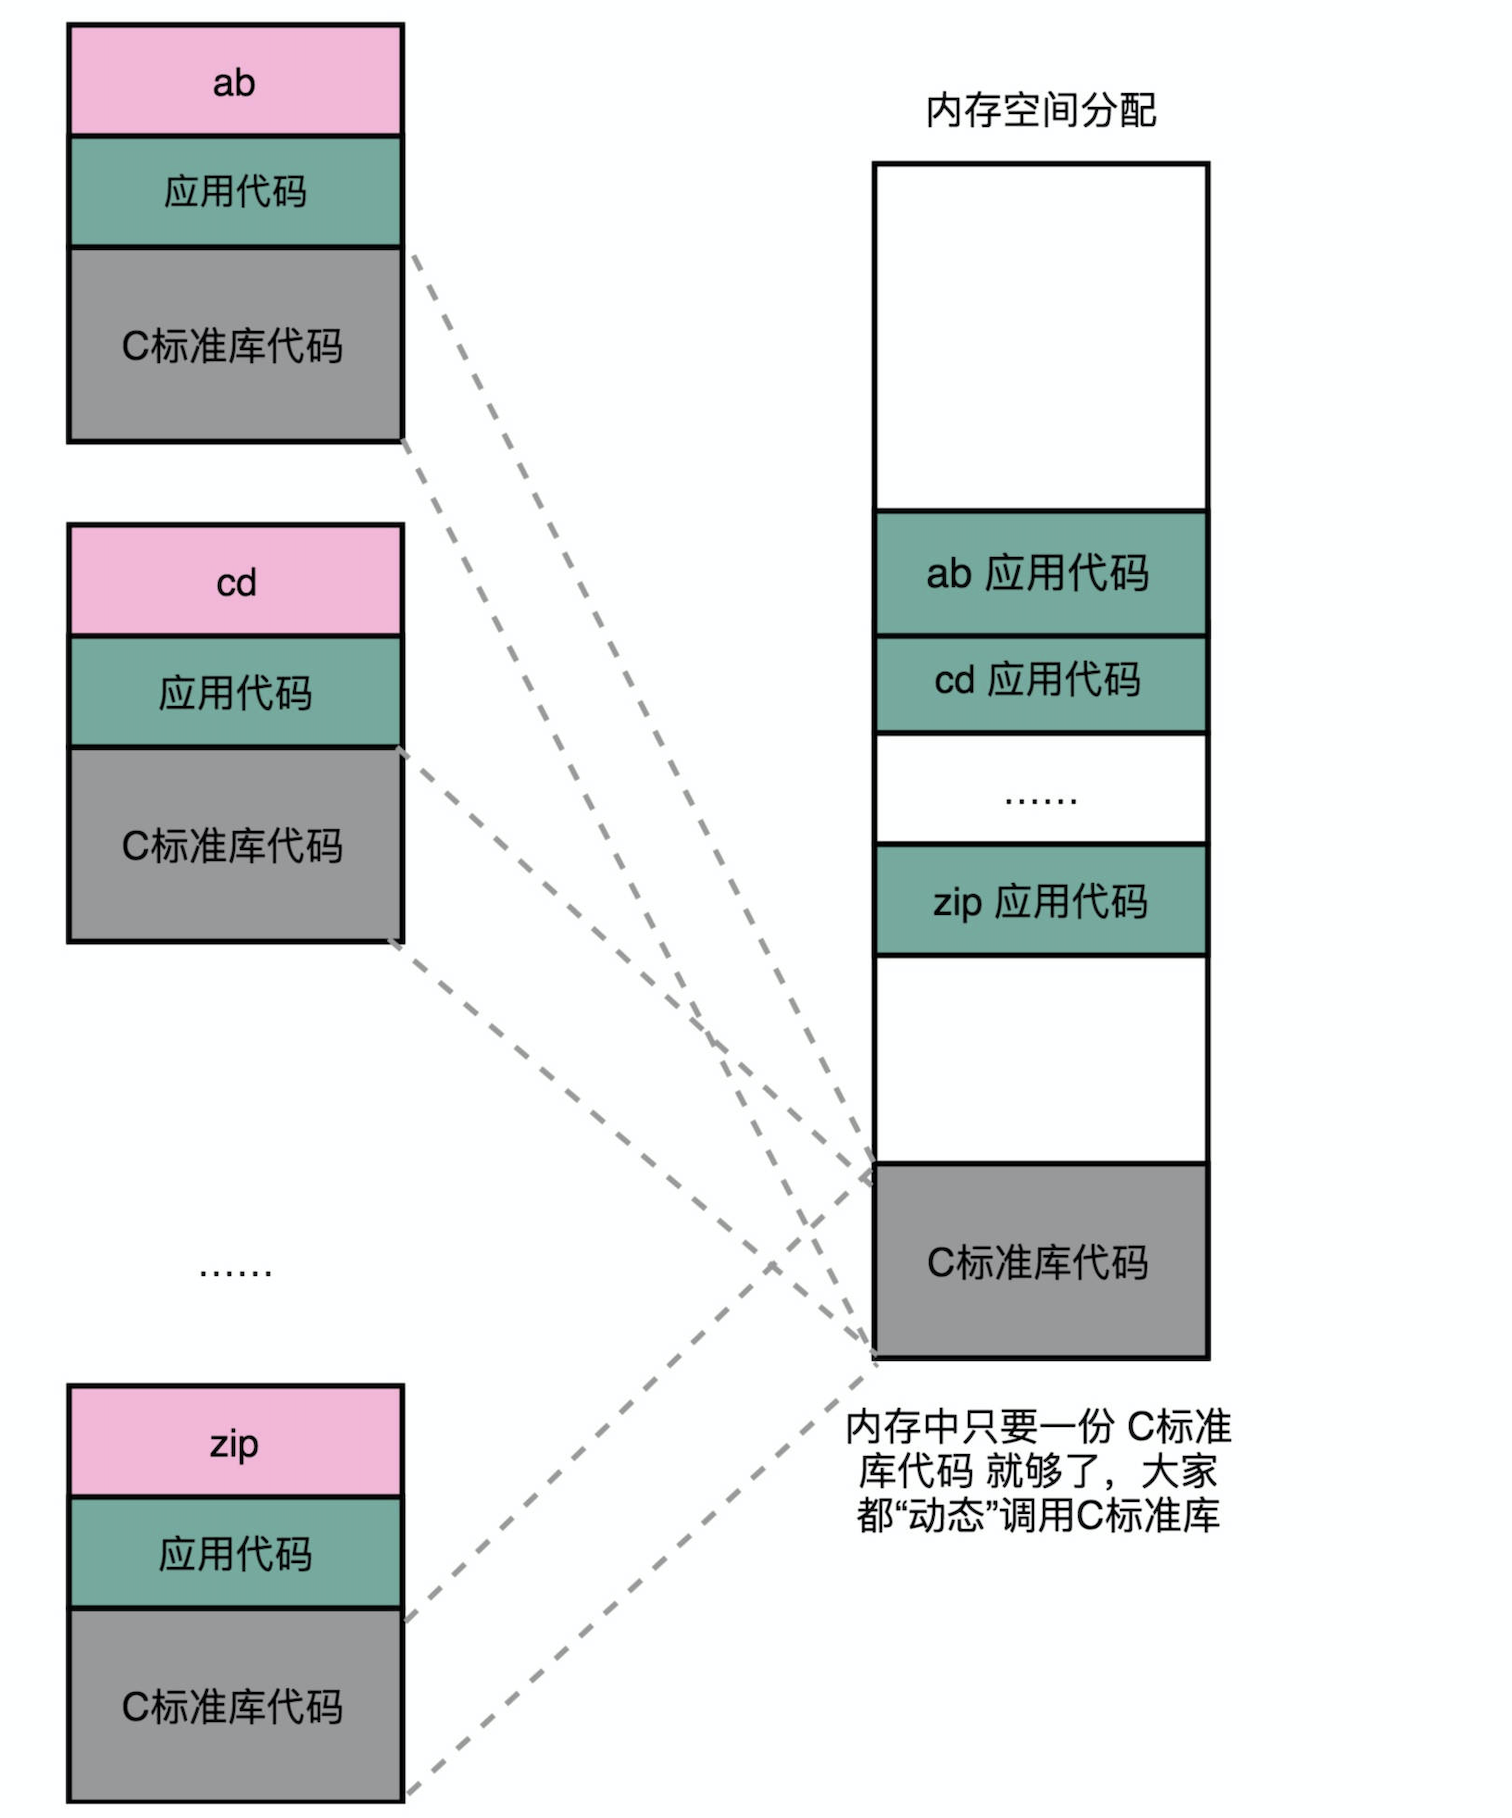 ab
应用代码
C标准库代码
cd
应用代码
C标准库代码
……
zip
应用代码
C标准库代码
内存空间分配
ab 应用代码
cd 应用代码
……
zip 应用代码
C标准库代码
内存中只要一份 C标准
库代码 就够了，大家
都“动态”调用C标准库